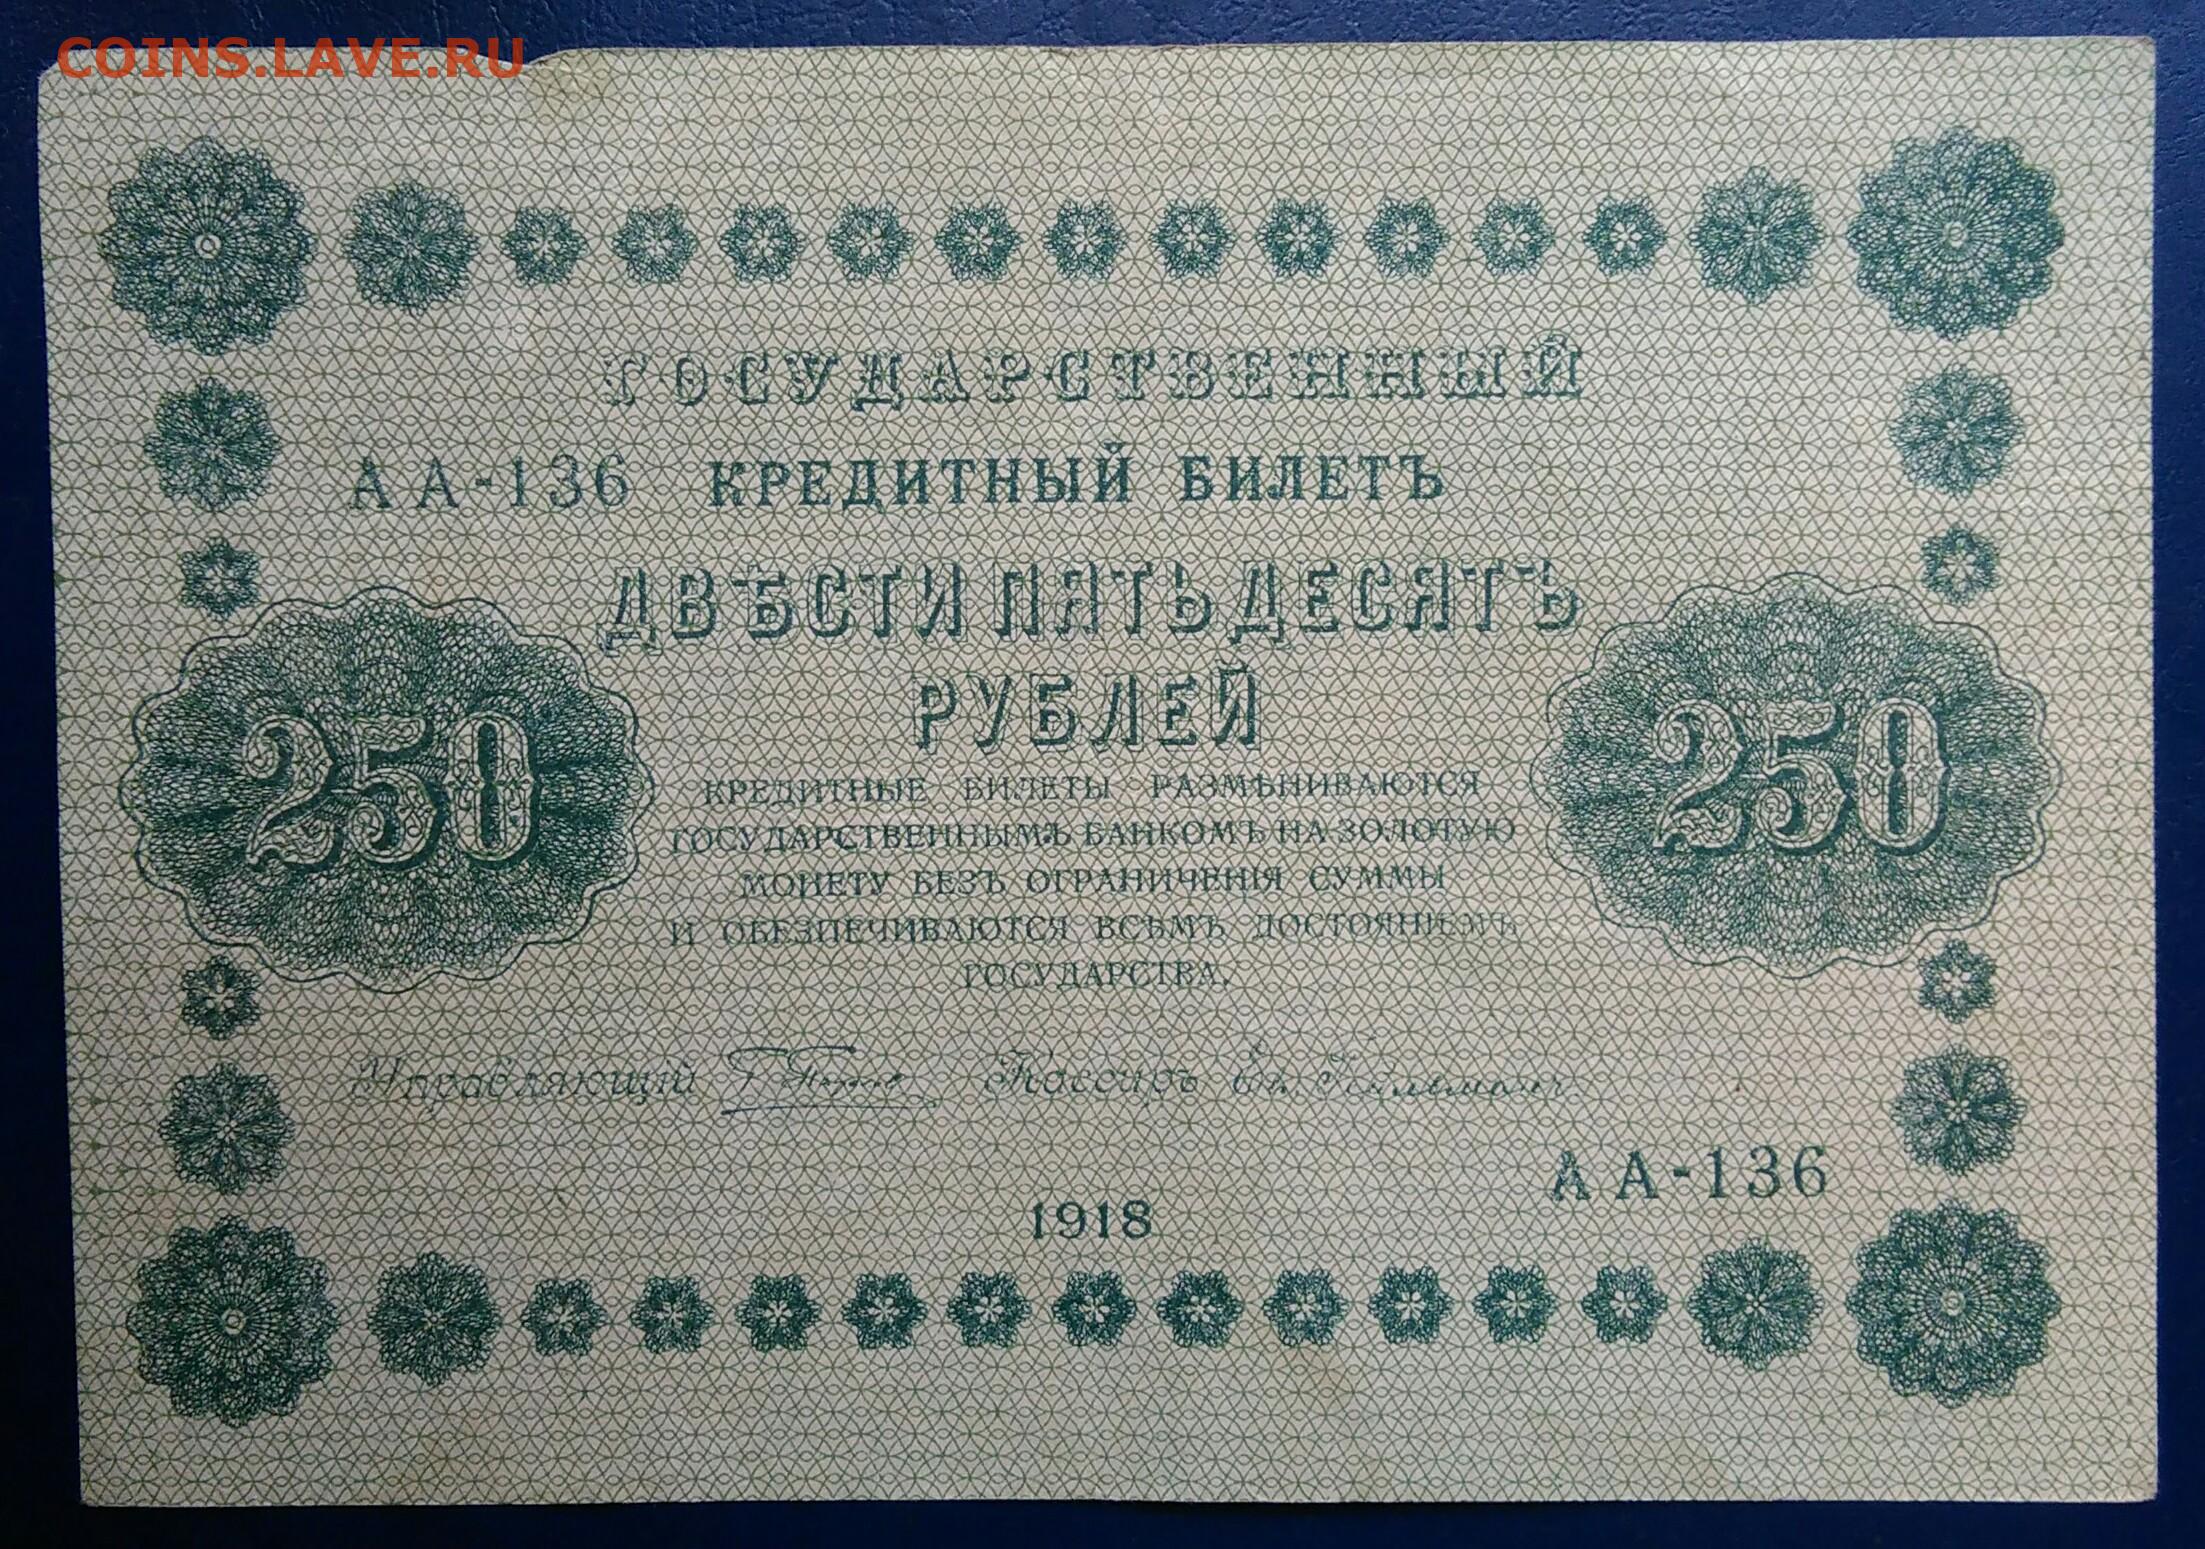 COINS.LAVE.RU
ГОСУДАРСТВЕННЫЙ
АА-136 КРЕДИТНЫЙ БИЛЕТЪ
ДВѢСТИ ПЯТЬДЕСЯТЪ
РУБЛЕЙ
250 250
КРЕДИТНЫЕ БИЛЕТЫ РАЗМѢНИВАЮТСЯ
ГОСУДАРСТВЕННЫМЪ БАНКОМЪ НА ЗОЛОТУЮ
МОНЕТУ БЕЗЪ ОГРАНИЧЕНІЯ СУММЫ
И ОБЕЗПЕЧИВАЮТСЯ ВСѢМЪ ДОСТОЯНІЕМЪ
ГОСУДАРСТВА.
Управляющій Кассиръ
АА-136
1918